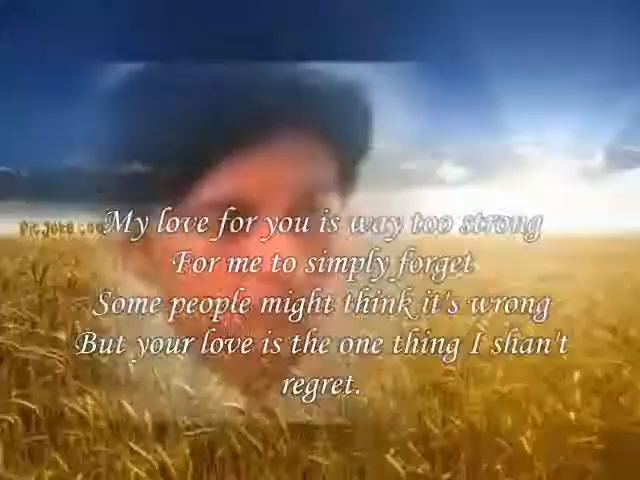 My love for you is way too strong
For me to simply forget
Some people might think it's wrong
But your love is the one thing I shan't
regret.